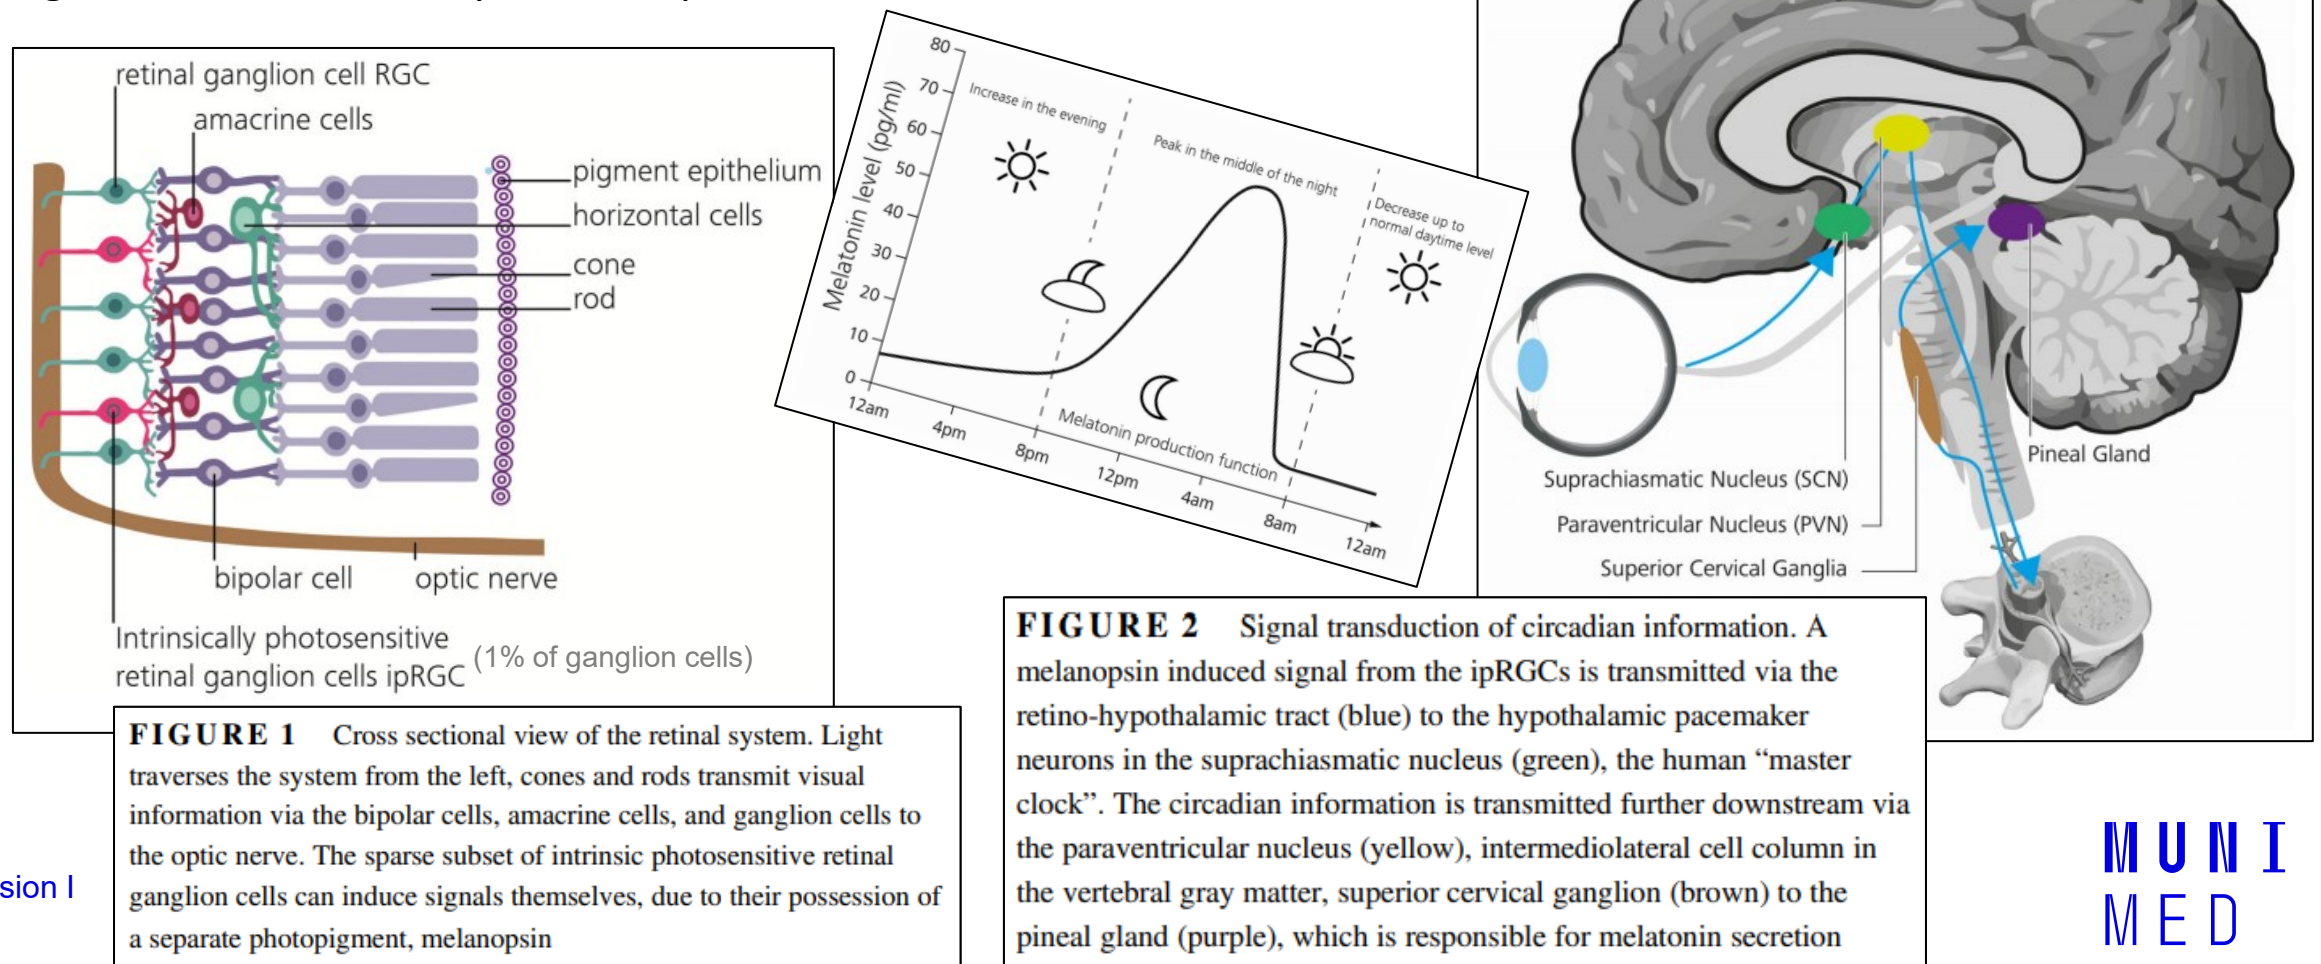 retinal ganglion cell RGC
amacrine cells
pigment epithelium
horizontal cells
cone
rod
bipolar cell
optic nerve
Intrinsically photosensitive
retinal ganglion cells ipRGC
(1% of ganglion cells)
FIGURE 1 Cross sectional view of the retinal system. Light
traverses the system from the left, cones and rods transmit visual
information via the bipolar cells, amacrine cells, and ganglion cells to
the optic nerve. The sparse subset of intrinsic photosensitive retinal
ganglion cells can induce signals themselves, due to their possession of
a separate photopigment, melanopsin
Melatonin level (pg/ml)
80
70
60
50
40
30
20
10
0
Increase in the evening
Peak in the middle of the night
Decrease up to
normal daytime level
Melatonin production function
12am
4pm
8pm
12pm
4am
8am
12am
Pineal Gland
Suprachiasmatic Nucleus (SCN)
Paraventricular Nucleus (PVN)
Superior Cervical Ganglia
FIGURE 2 Signal transduction of circadian information. A
melanopsin induced signal from the ipRGCs is transmitted via the
retino-hypothalamic tract (blue) to the hypothalamic pacemaker
neurons in the suprachiasmatic nucleus (green), the human “master
clock”. The circadian information is transmitted further downstream via
the paraventricular nucleus (yellow), intermediolateral cell column in
the vertebral gray matter, superior cervical ganglion (brown) to the
pineal gland (purple), which is responsible for melatonin secretion
sion I
MUNI
MED